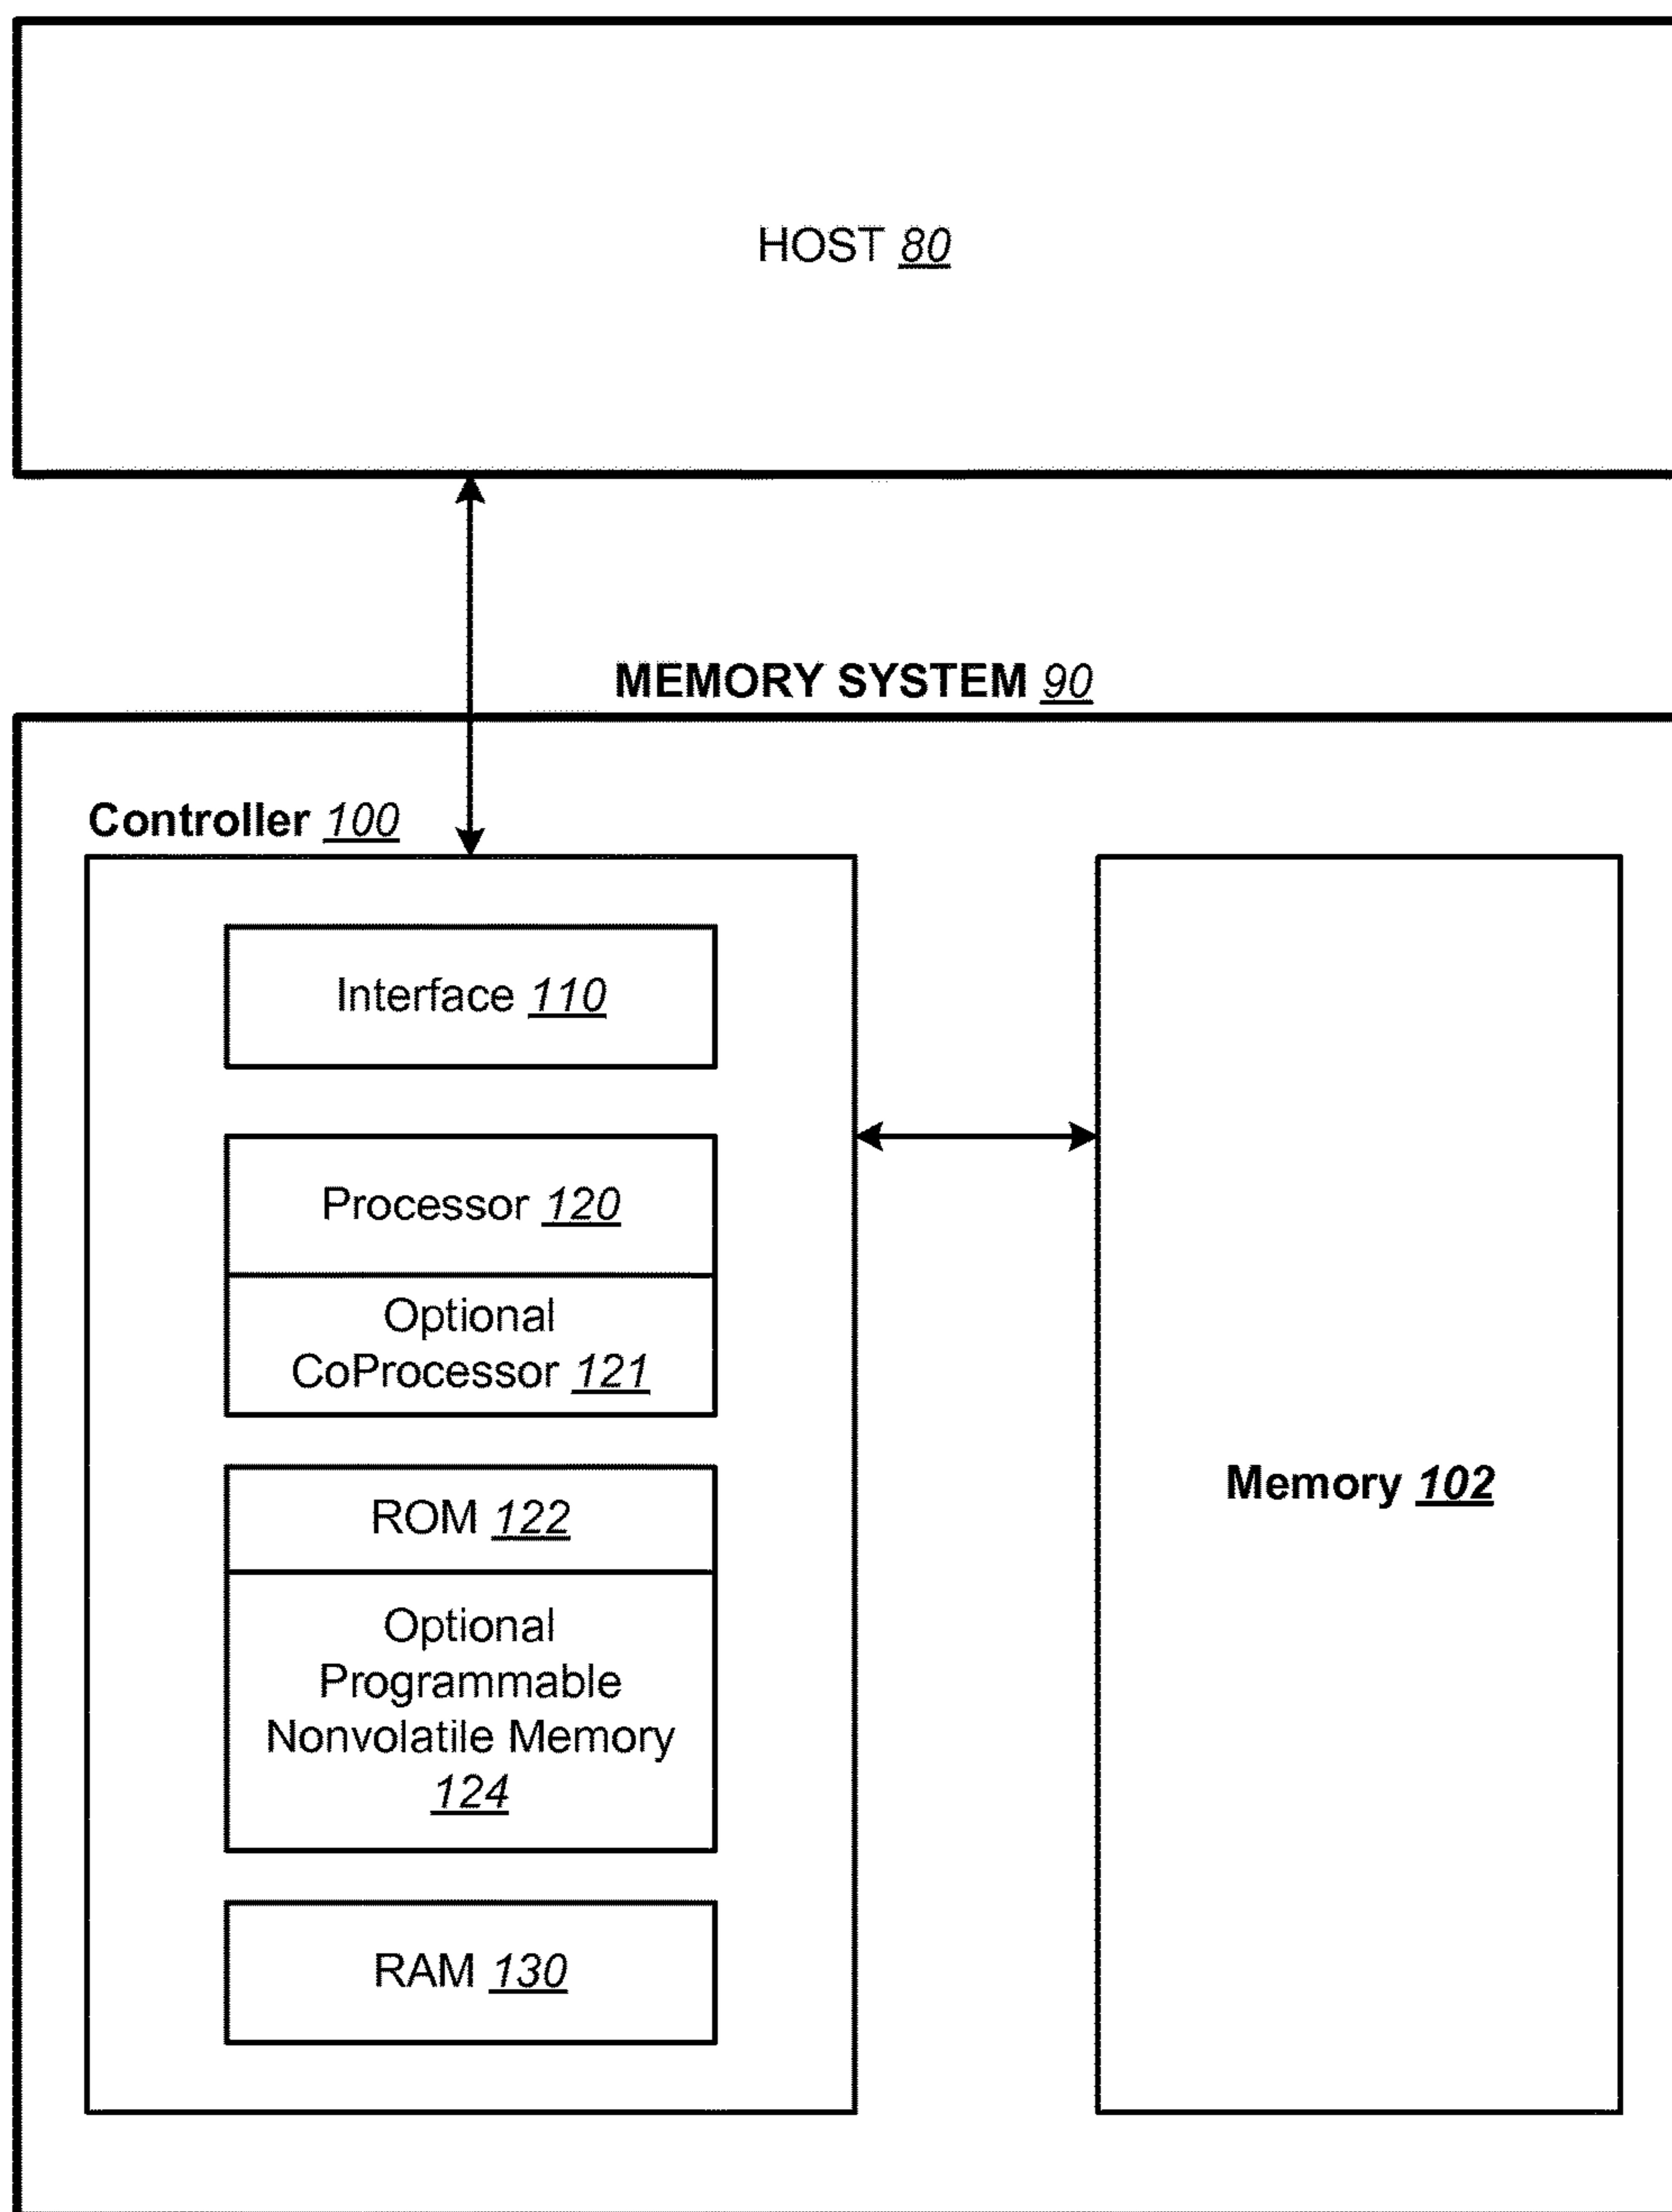 HOST 80
MEMORY SYSTEM 90
Controller 100
Interface 110
Processor 120
Optional
CoProcessor 121
ROM 122
Optional
Programmable
Nonvolatile Memory
124
RAM 130
Memory 102